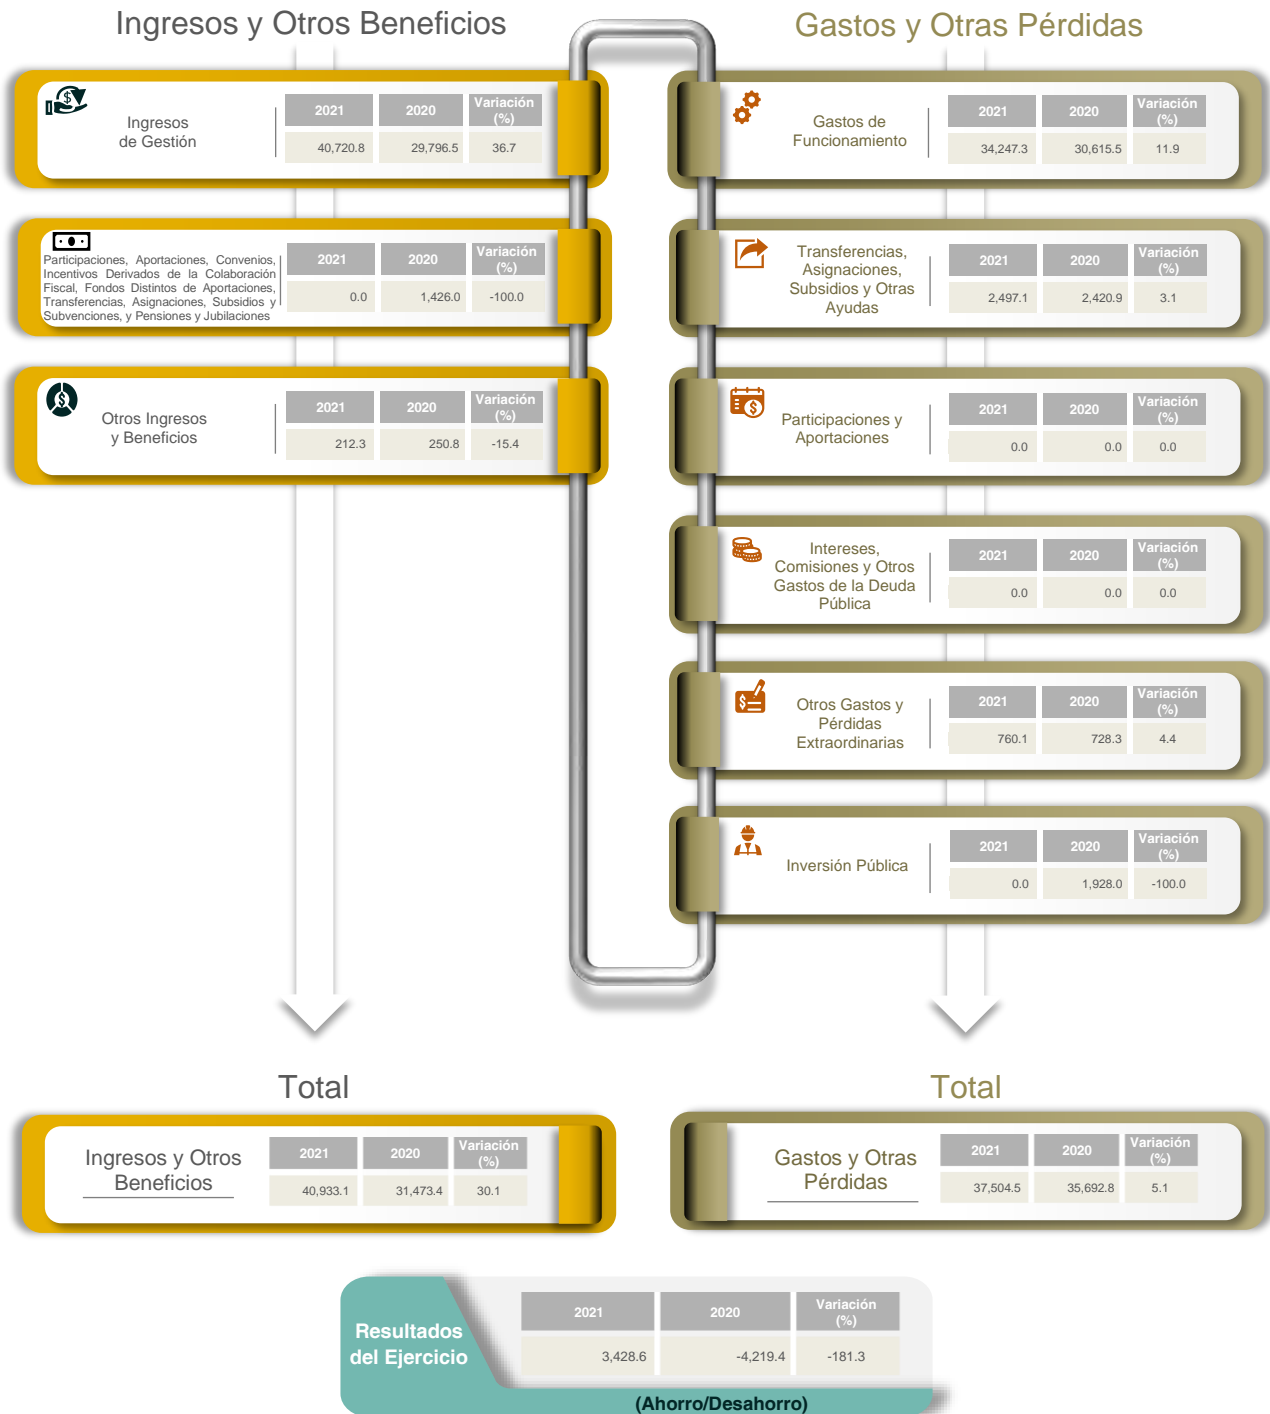 Ingresos y Otros Beneficios
Ingresos
de Gestión
2021 2020 Variación (%)
40,720.8 29,796.5 36.7
Participaciones, Aportaciones, Convenios,
Incentivos Derivados de la Colaboración
Fiscal, Fondos Distintos de Aportaciones,
Transferencias, Asignaciones, Subsidios y
Subvenciones, y Pensiones y Jubilaciones
2021 2020 Variación (%)
0.0 1,426.0 -100.0
Otros Ingresos
y Beneficios
2021 2020 Variación (%)
212.3 250.8 -15.4
Gastos y Otras Pérdidas
Gastos de
Funcionamiento
2021 2020 Variación (%)
34,247.3 30,615.5 11.9
Transferencias,
Asignaciones,
Subsidios y Otras
Ayudas
2021 2020 Variación (%)
2,497.1 2,420.9 3.1
Participaciones y
Aportaciones
2021 2020 Variación (%)
0.0 0.0 0.0
Intereses,
Comisiones y Otros
Gastos de la Deuda
Pública
2021 2020 Variación (%)
0.0 0.0 0.0
Otros Gastos y
Pérdidas
Extraordinarias
2021 2020 Variación (%)
760.1 728.3 4.4
Inversión Pública
2021 2020 Variación (%)
0.0 1,928.0 -100.0
Total
Ingresos y Otros
Beneficios
2021 2020 Variación (%)
40,933.1 31,473.4 30.1
Total
Gastos y Otras
Pérdidas
2021 2020 Variación (%)
37,504.5 35,692.8 5.1
Resultados
del Ejercicio
2021 2020 Variación (%)
3,428.6 -4,219.4 -181.3
(Ahorro/Desahorro)